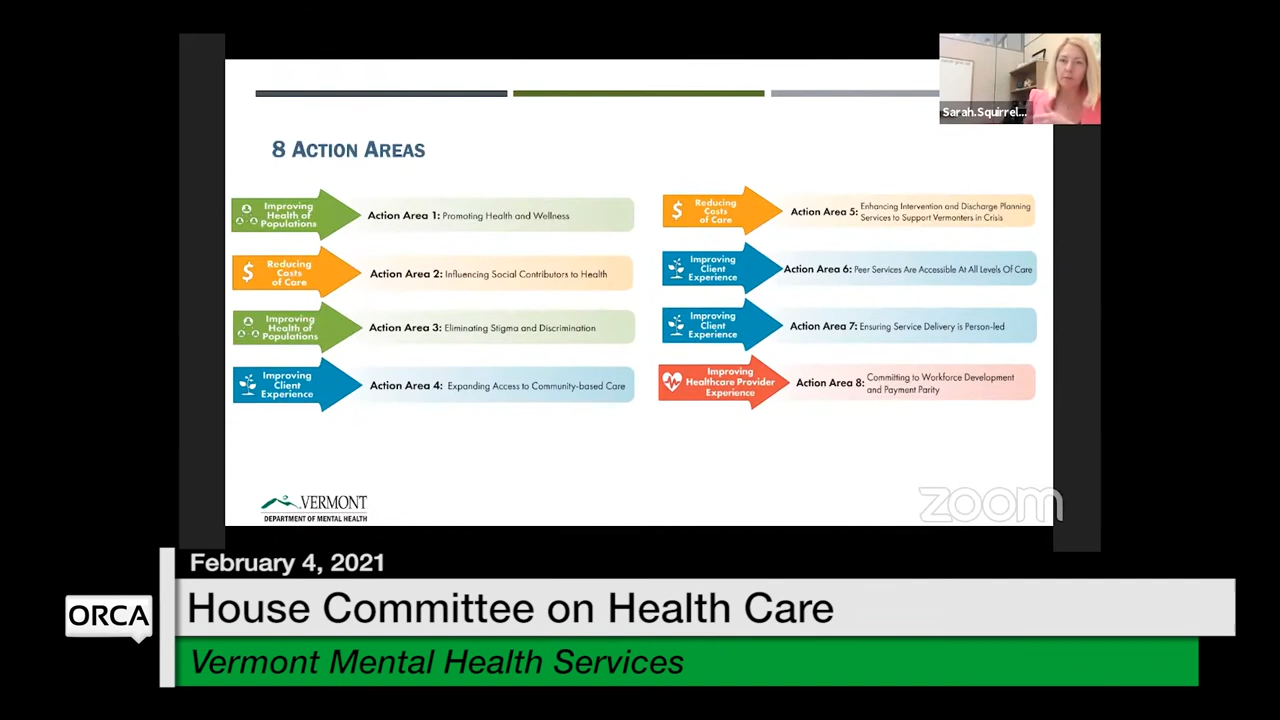 Sarah.Squirrel...
8 ACTION AREAS
Improving
Health of
Populations
Action Area 1: Promoting Health and Wellness
Reducing
Costs
of Care
Action Area 2: Influencing Social Contributors to Health
Improving
Health of
Populations
Action Area 3: Eliminating Stigma and Discrimination
Improving
Client
Experience
Action Area 4: Expanding Access to Community-based Care
Reducing
Costs
of Care
Action Area 5: Enhancing Intervention and Discharge Planning
Services to Support Vermonters in Crisis
Improving
Client
Experience
Action Area 6: Peer Services Are Accessible At All Levels Of Care
Improving
Client
Experience
Action Area 7: Ensuring Service Delivery is Person-led
Improving
Healthcare Provider
Experience
Action Area 8: Committing to Workforce Development
and Payment Parity
VERMONT
DEPARTMENT OF MENTAL HEALTH
zoom
February 4, 2021
ORCA
House Committee on Health Care
Vermont Mental Health Services